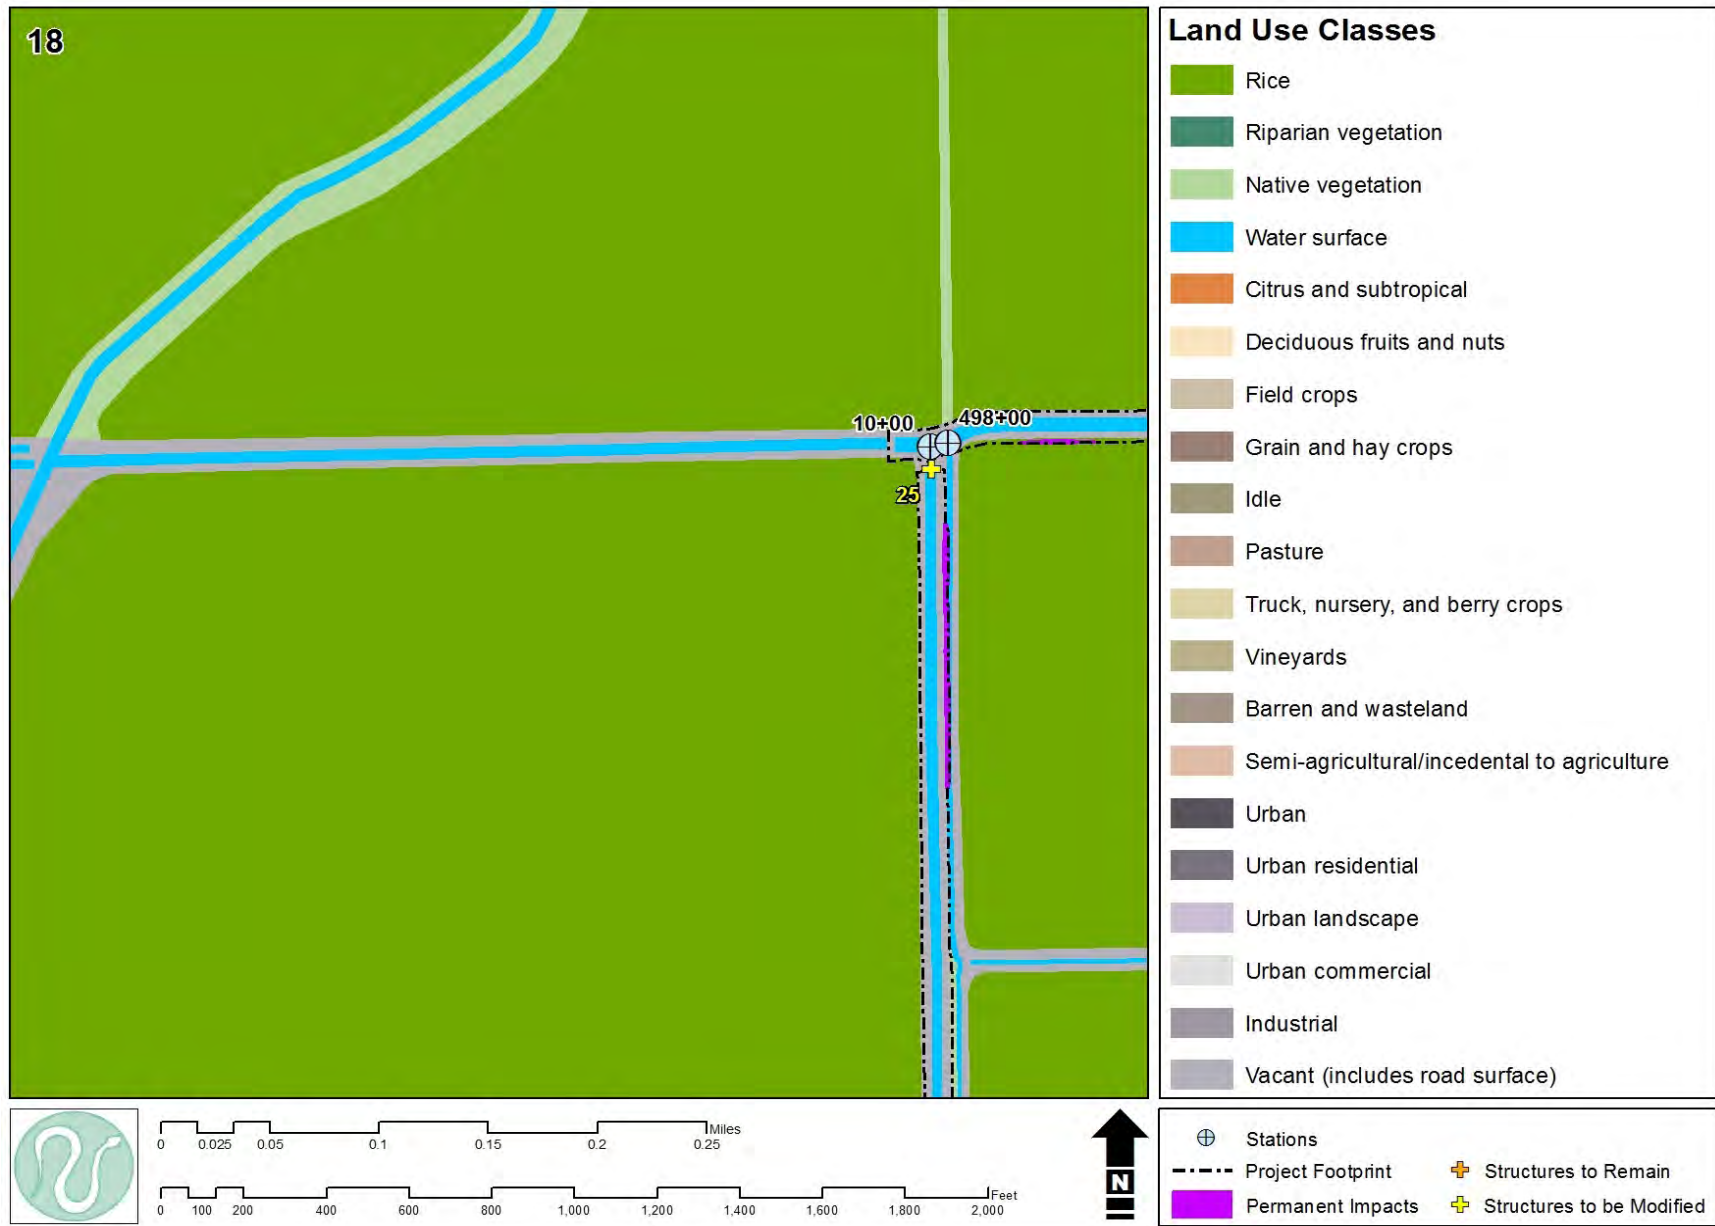 18
10+00
498+00
25
Land Use Classes
Rice
Riparian vegetation
Native vegetation
Water surface
Citrus and subtropical
Deciduous fruits and nuts
Field crops
Grain and hay crops
Idle
Pasture
Truck, nursery, and berry crops
Vineyards
Barren and wasteland
Semi-agricultural/incedental to agriculture
Urban
Urban residential
Urban landscape
Urban commercial
Industrial
Vacant (includes road surface)
Miles
0 0.025 0.05 0.1 0.15 0.2 0.25
Feet
0 100 200 400 600 800 1,000 1,200 1,400 1,600 1,800 2,000
N
Stations
Project Footprint
Structures to Remain
Permanent Impacts
Structures to be Modified